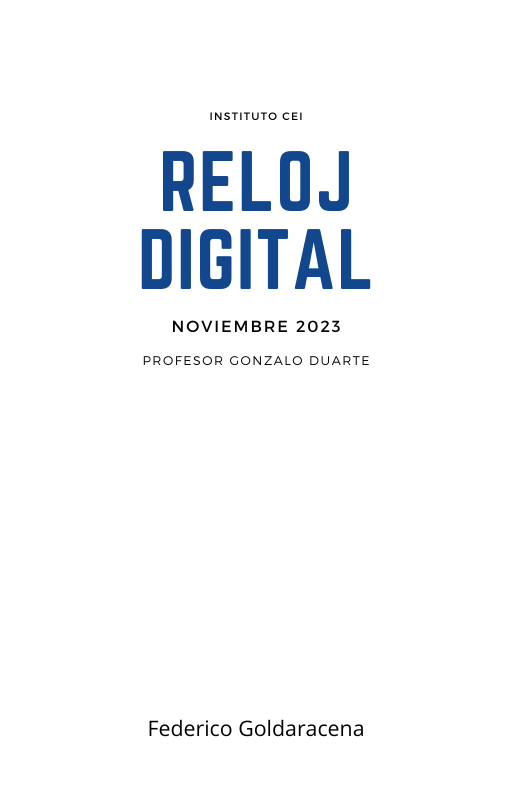 INSTITUTO CEI
RELOJ
DIGITAL
NOVIEMBRE 2023
PROFESOR GONZALO DUARTE
Federico Goldaracena